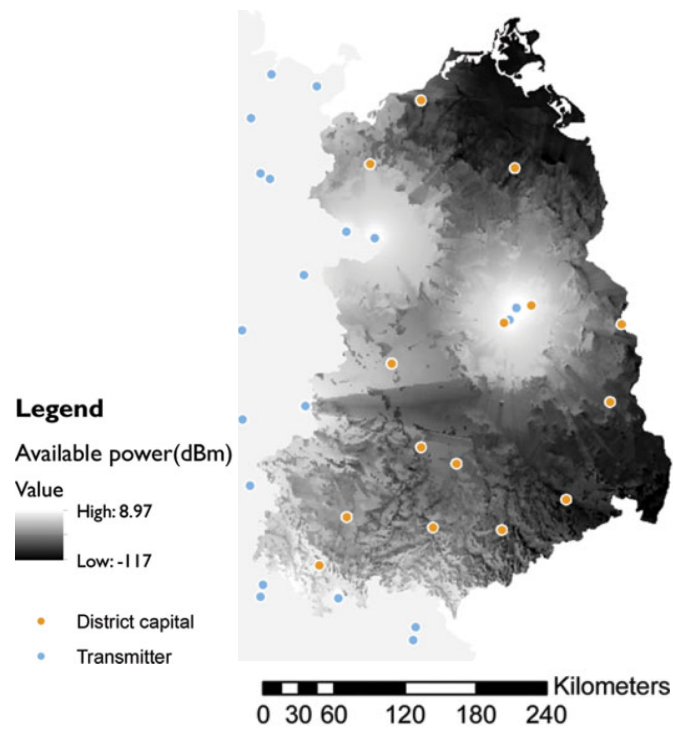 Legend
Available power(dBm)
Value
High: 8.97
Low: -117
District capital
Transmitter
Kilometers
0 30 60 120 180 240